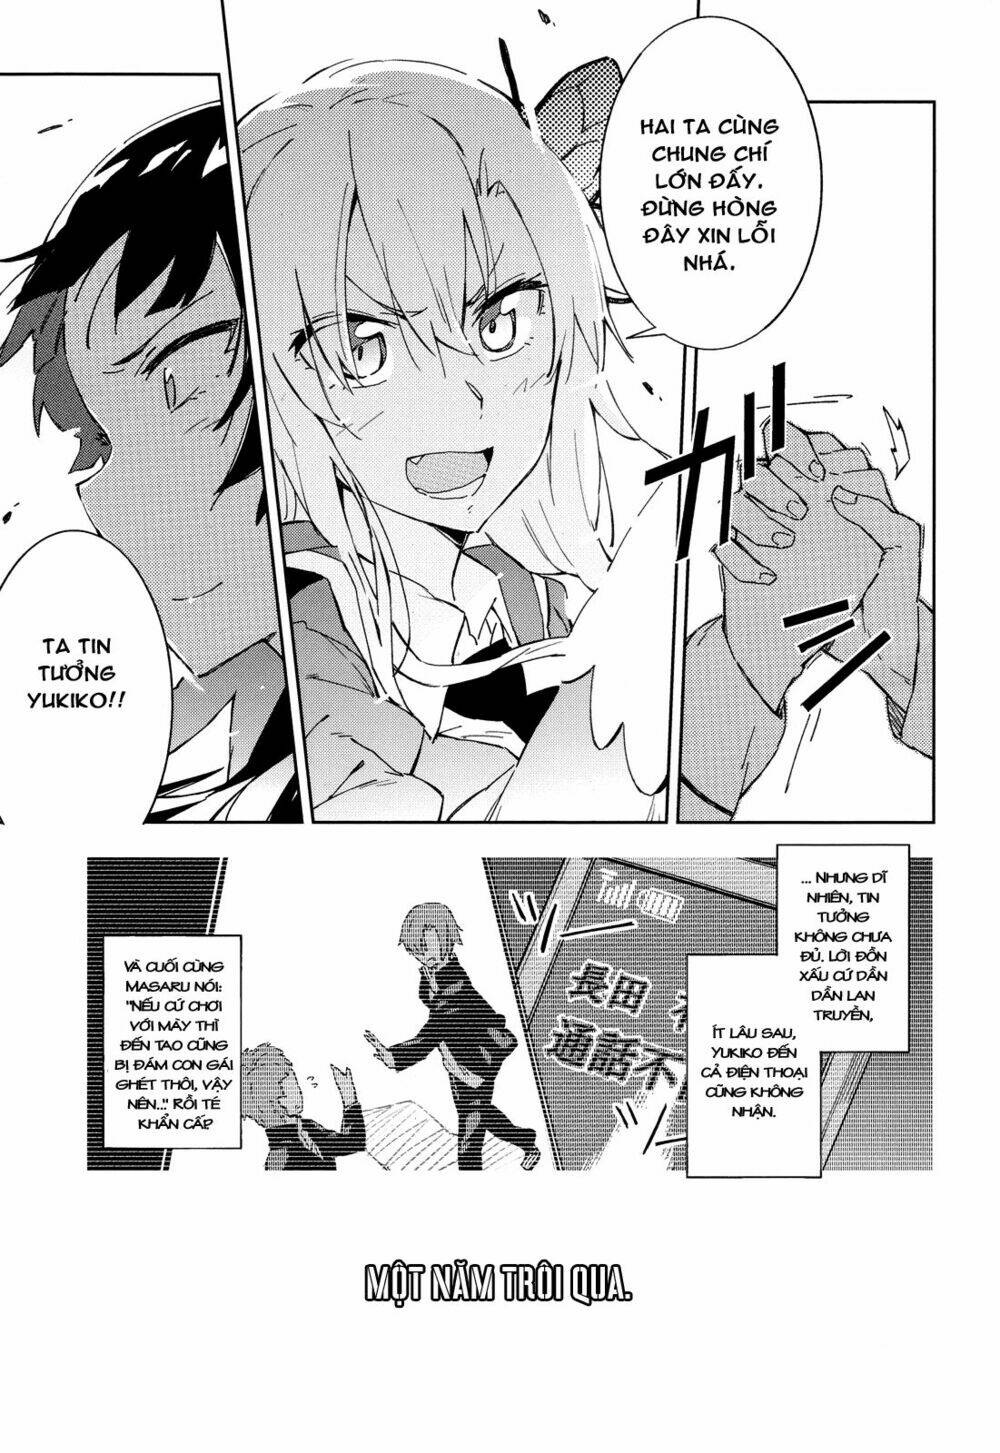 HAI TA CÙNG
CHUNG CHÍ
LỚN ĐẤY.
ĐỪNG HÒNG
ĐÂY XIN LỖI
NHÁ.
ガ
TA TIN
TƯỞNG
YUKIKO!!
... NHƯNG DĨ
NHIÊN, TIN
TƯỞNG
KHÔNG CHƯA
ĐỦ. LỜI ĐỒN
XẤU CỨ DẦN
DẦN LAN
TRUYỀN,
ÍT LÂU SAU,
YUKIKO ĐẾN
CẢ ĐIỆN THOẠI
CŨNG KHÔNG
NHẬN.
長田
通話不
VÀ CUỐI CÙNG
MASARU NÓI:
"NẾU CỨ CHƠI
VỚI MÀY THÌ
ĐẾN TAO CŨNG
BỊ ĐÁM CON GÁI
GHÉT THÔI, VẬY
NÊN..." RỒI TÉ
KHẨN CẤP.
MỘT NĂM TRÔI QUA.